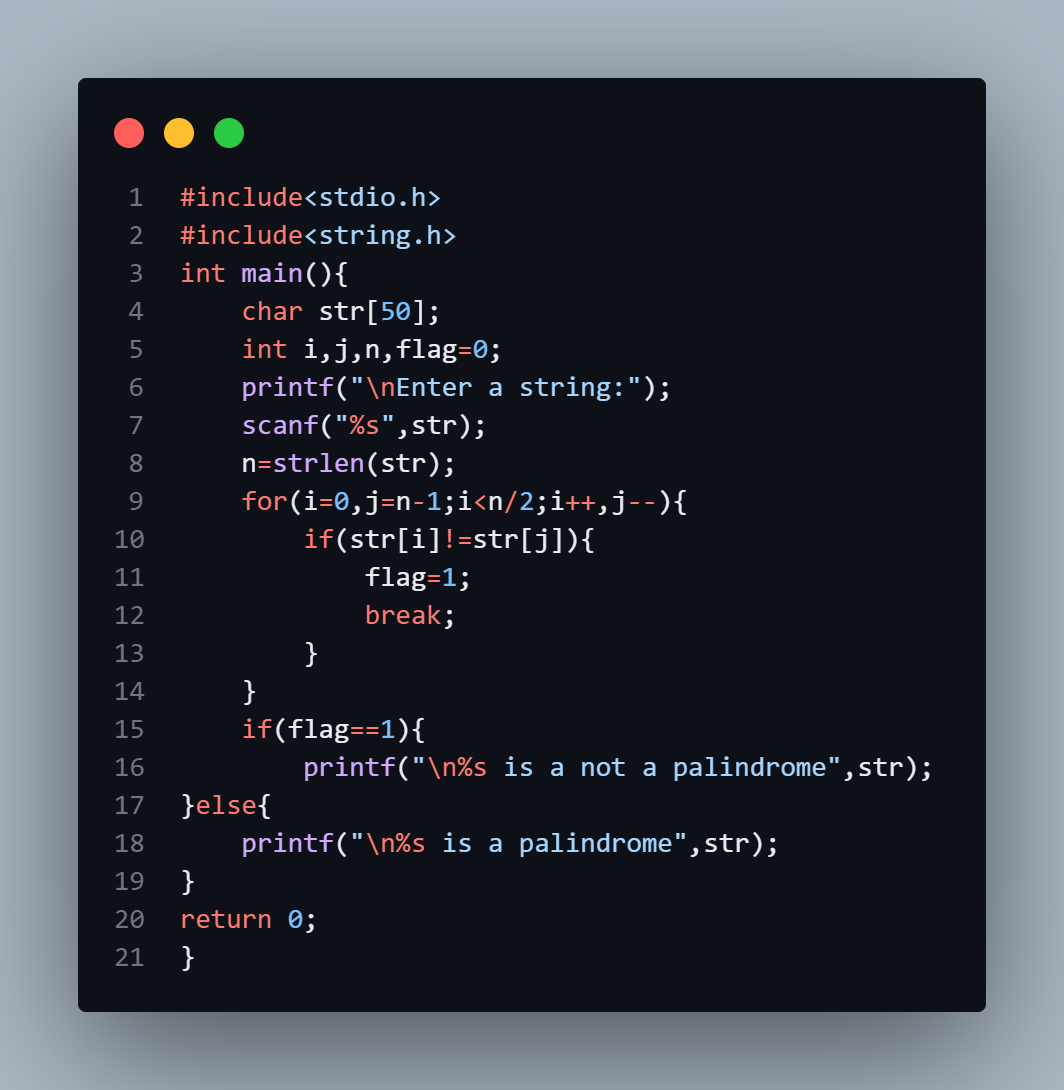 1 #include<stdio.h>
2 #include<string.h>
3 int main(){
4     char str[50];
5     int i,j,n,flag=0;
6     printf("\nEnter a string:");
7     scanf("%s",str);
8     n=strlen(str);
9     for(i=0,j=n-1;i<n/2;i++,j--){
10         if(str[i]!=str[j]){
11             flag=1;
12             break;
13         }
14     }
15     if(flag==1){
16         printf("\n%s is a not a palindrome",str);
17 }else{
18     printf("\n%s is a palindrome",str);
19 }
20 return 0;
21 }